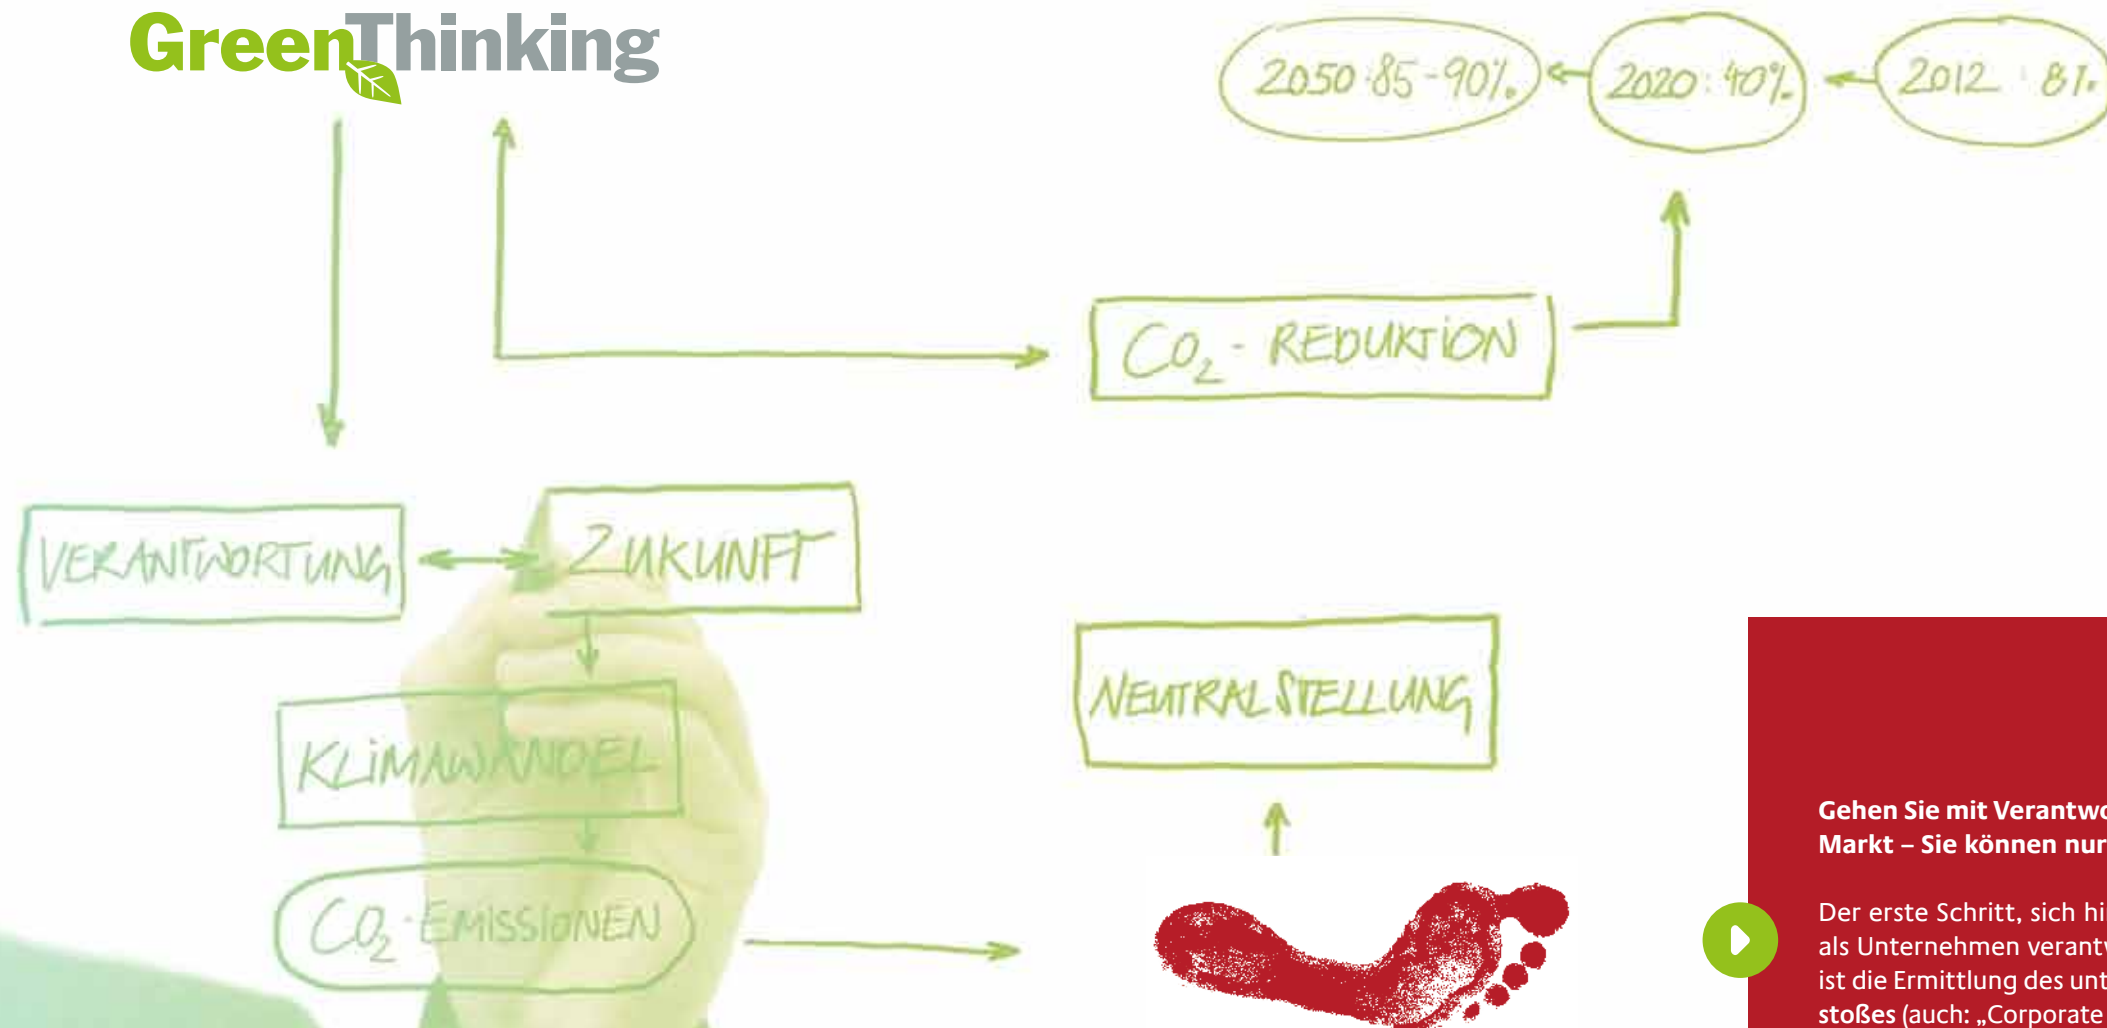 GreenThinking
2050: 85-90%
2020: 40%
2012: 8%
CO₂-REDUKTION
VERANTWORTUNG
ZUKUNFT
NEUTRALSTELLUNG
KLIMAWANDEL
CO₂-EMISSIONEN
Gehen Sie mit Verantwo
Markt – Sie können nur
Der erste Schritt, sich hi
als Unternehmen verant
ist die Ermittlung des unt
stoßes (auch: „Corporate